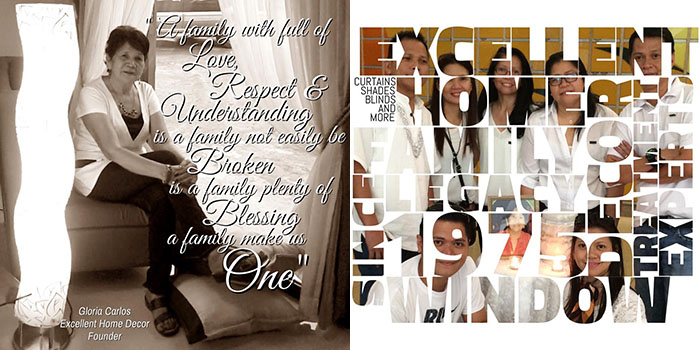 "A family with full of
Love,
Respect &
Understanding
is a family not easily be
Broken
is a family plenty of
Blessing
a family make us
One"
Gloria Carlos
Excellent Home Decor
Founder
EXCELLENT
CURTAINS
SHADES
BLINDS
AND
MORE
FAMILY
LEGACY
SINCE
1975
WINDOW
TREATMENT
EXPERTS